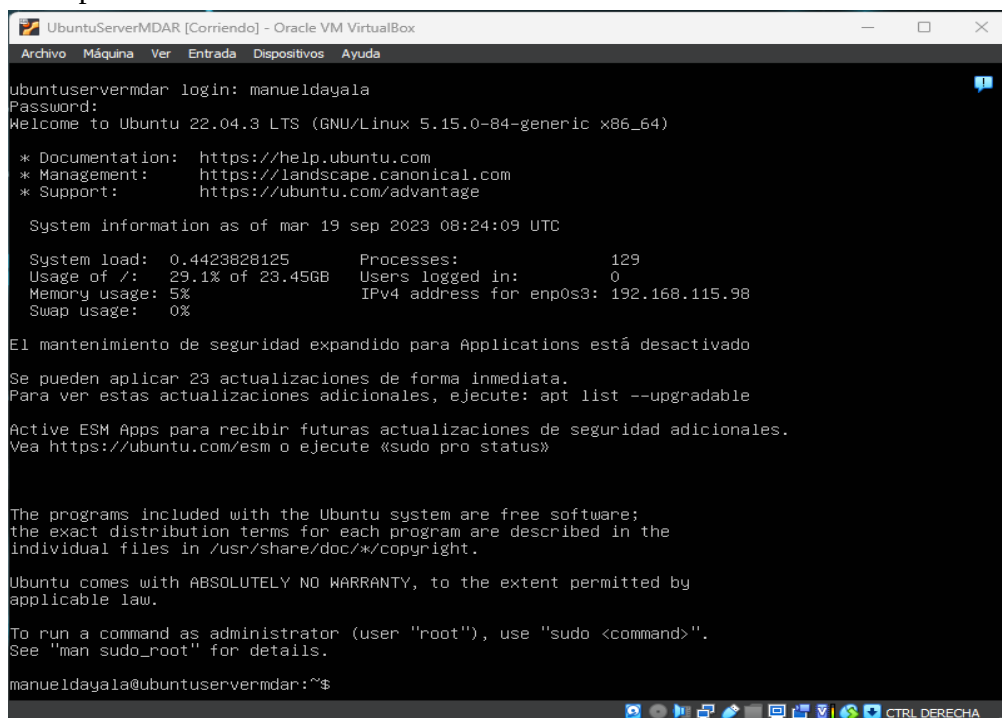 UbuntuServerMDAR [Corriendo] - Oracle VM VirtualBox
Archivo Máquina Ver Entrada Dispositivos Ayuda
ubuntuservermdar login: manueldayala
Password:
Welcome to Ubuntu 22.04.3 LTS (GNU/Linux 5.15.0-84-generic x86_64)
* Documentation: https://help.ubuntu.com
* Management: https://landscape.canonical.com
* Support: https://ubuntu.com/advantage
System information as of mar 19 sep 2023 08:24:09 UTC
System load: 0.4423828125 Processes: 129
Usage of /: 29.1% of 23.45GB Users logged in: 0
Memory usage: 5% IPv4 address for enp0s3: 192.168.115.98
Swap usage: 0%
El mantenimiento de seguridad expandido para Applications está desactivado
Se pueden aplicar 23 actualizaciones de forma inmediata.
Para ver estas actualizaciones adicionales, ejecute: apt list --upgradable
Active ESM Apps para recibir futuras actualizaciones de seguridad adicionales.
Vea https://ubuntu.com/esm o ejecute «sudo pro status»
The programs included with the Ubuntu system are free software;
the exact distribution terms for each program are described in the
individual files in /usr/share/doc/*/copyright.
Ubuntu comes with ABSOLUTELY NO WARRANTY, to the extent permitted by
applicable law.
To run a command as administrator (user "root"), use "sudo <command>".
See "man sudo_root" for details.
manueldayala@ubuntuservermdar:~$
CTRL DERECHA